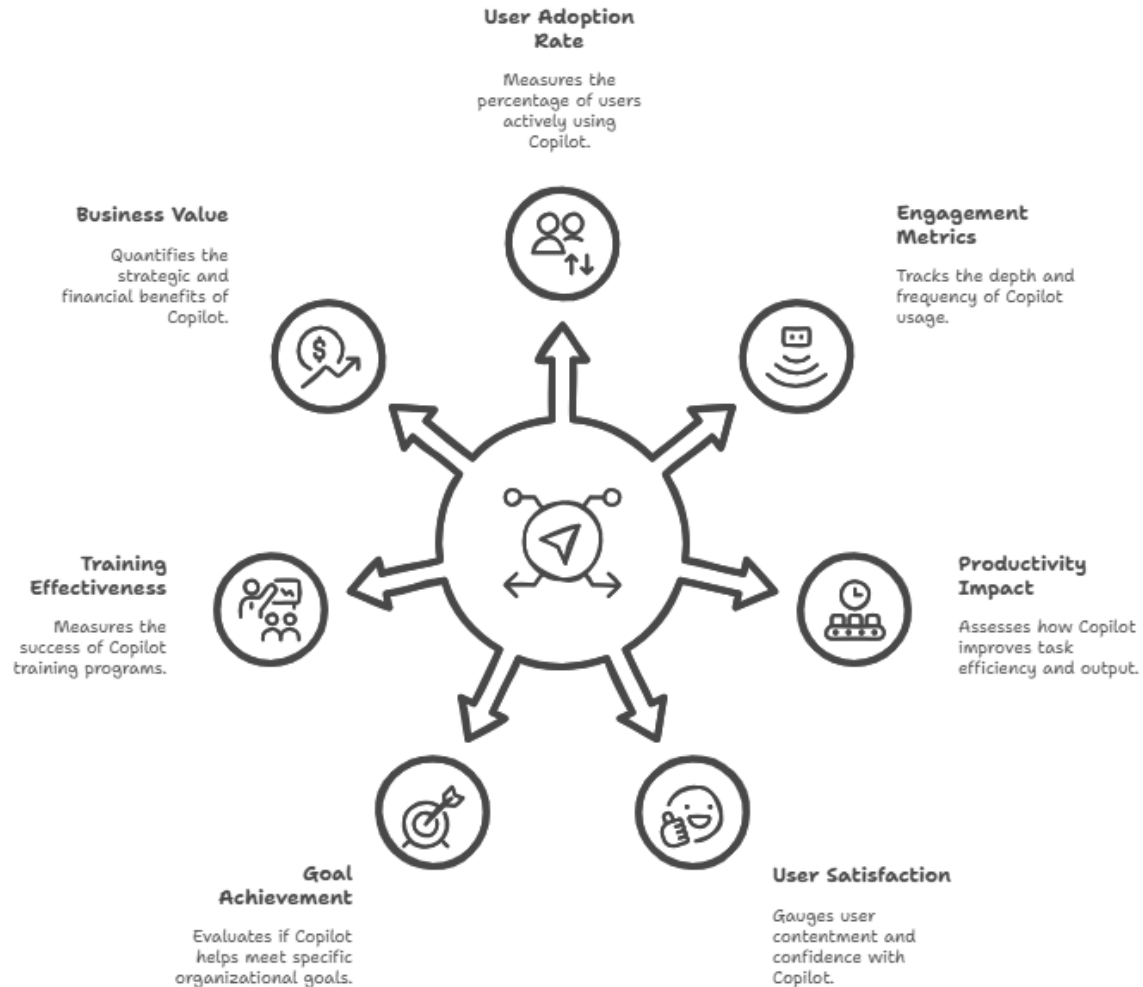 User Adoption
Rate
Measures the
percentage of users
actively using
Copilot.
Engagement
Metrics
Tracks the depth and
frequency of Copilot
usage.
Productivity
Impact
Assesses how Copilot
improves task
efficiency and output.
User Satisfaction
Gauges user
contentment and
confidence with
Copilot.
Goal
Achievement
Evaluates if Copilot
helps meet specific
organizational goals.
Training
Effectiveness
Measures the
success of Copilot
training programs.
Business Value
Quantifies the
strategic and
financial benefits of
Copilot.
$